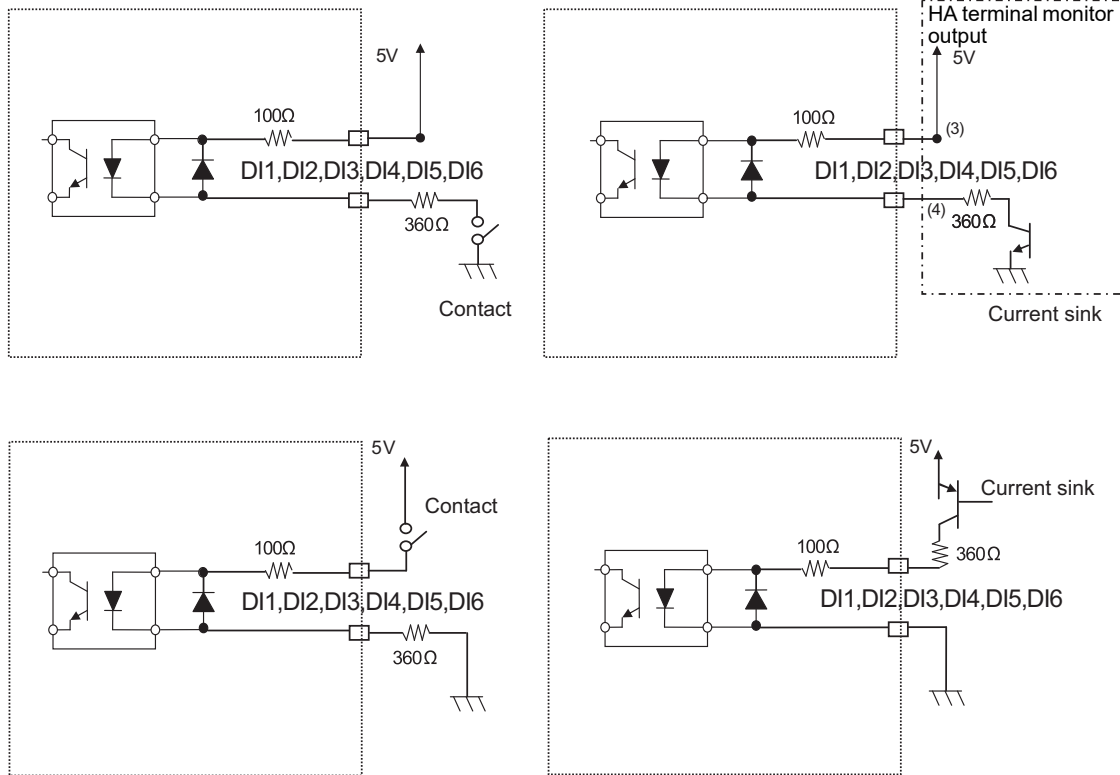 5V
100Ω
DI1,DI2,DI3,DI4,DI5,DI6
360Ω
Contact
HA terminal monitor
output
5V
100Ω
(3)
DI1,DI2,DI3,DI4,DI5,DI6
(4)
360Ω
Current sink
5V
Contact
100Ω
DI1,DI2,DI3,DI4,DI5,DI6
360Ω
5V
Current sink
100Ω
360Ω
DI1,DI2,DI3,DI4,DI5,DI6